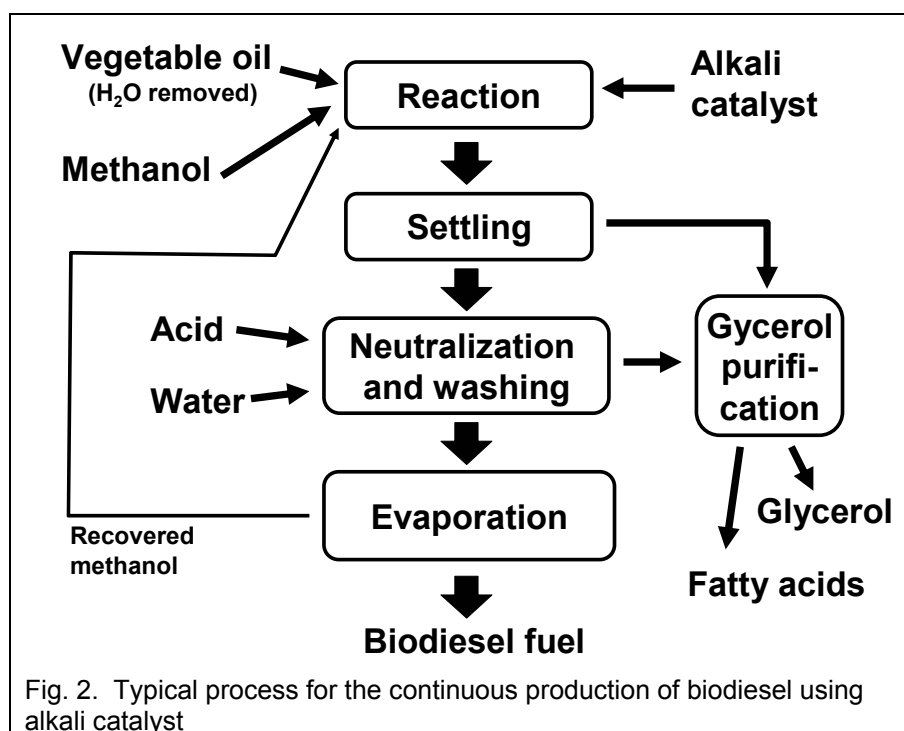 Vegetable oil
(H₂O removed)
Methanol
Reaction
Alkali
catalyst
Settling
Acid
Water
Neutralization
and washing
Gycerol
purifi-
cation
Evaporation
Recovered
methanol
Glycerol
Fatty acids
Biodiesel fuel
Fig. 2. Typical process for the continuous production of biodiesel using
alkali catalyst